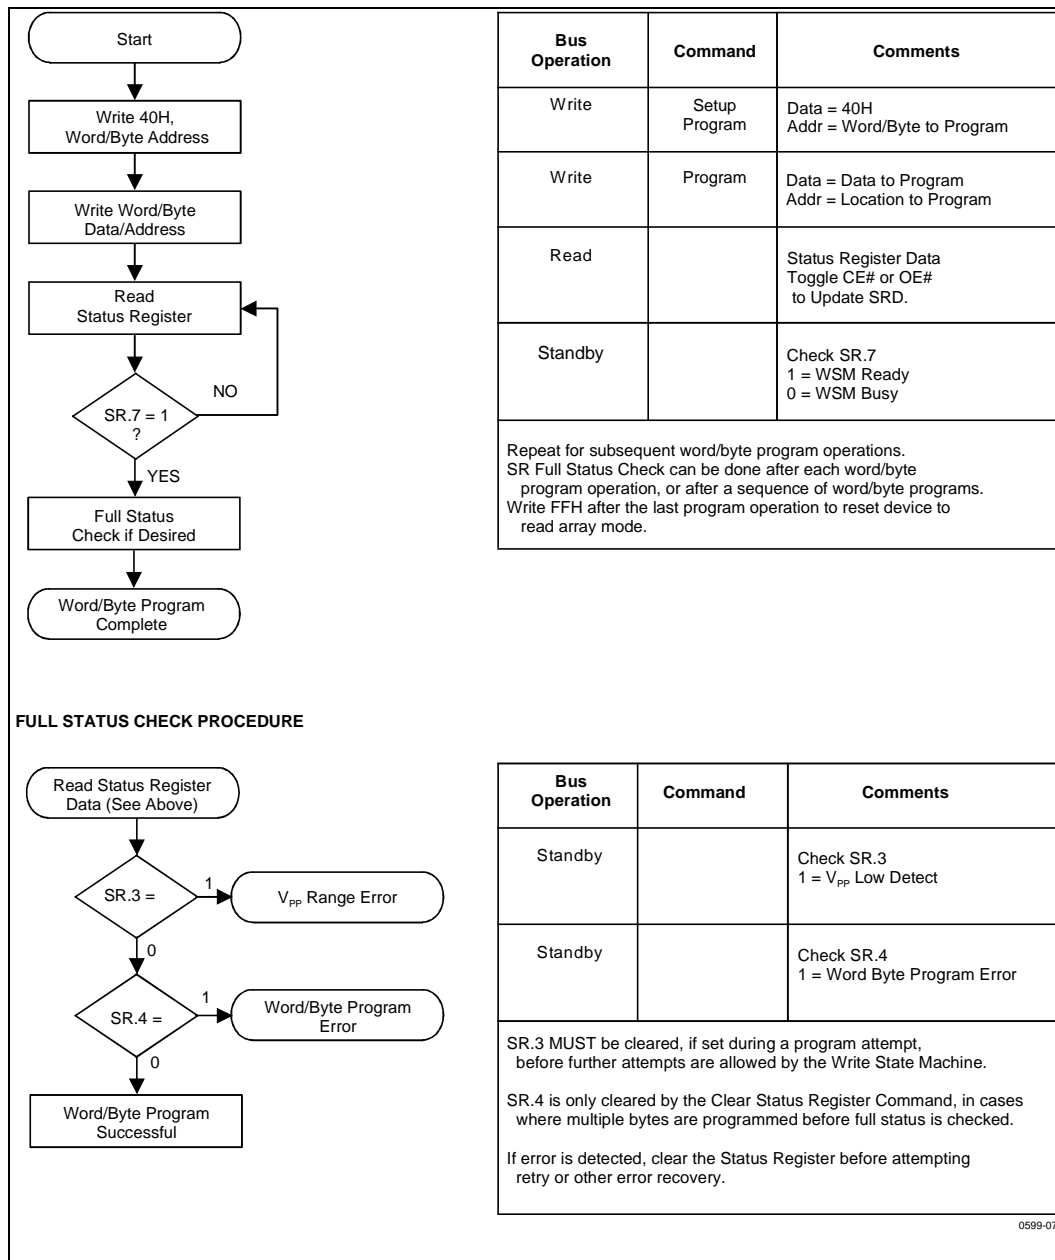 Start
Write 40H,
Word/Byte Address
Write Word/Byte
Data/Address
Read
Status Register
NO
SR.7 = 1
?
YES
Full Status
Check if Desired
Word/Byte Program
Complete
Bus
Operation
Command
Comments
Write
Setup
Program
Data = 40H
Addr = Word/Byte to Program
Write
Program
Data = Data to Program
Addr = Location to Program
Read
Status Register Data
Toggle CE# or OE#
to Update SRD.
Standby
Check SR.7
1 = WSM Ready
0 = WSM Busy
Repeat for subsequent word/byte program operations.
SR Full Status Check can be done after each word/byte
program operation, or after a sequence of word/byte programs.
Write FFH after the last program operation to reset device to
read array mode.
FULL STATUS CHECK PROCEDURE
Read Status Register
Data (See Above)
SR.3 =
1
VPP Range Error
0
SR.4 =
1
Word/Byte Program
Error
0
Word/Byte Program
Successful
Bus
Operation
Command
Comments
Standby
Check SR.3
1 = VPP Low Detect
Standby
Check SR.4
1 = Word Byte Program Error
SR.3 MUST be cleared, if set during a program attempt,
before further attempts are allowed by the Write State Machine.
SR.4 is only cleared by the Clear Status Register Command, in cases
where multiple bytes are programmed before full status is checked.
If error is detected, clear the Status Register before attempting
retry or other error recovery.
0599-07